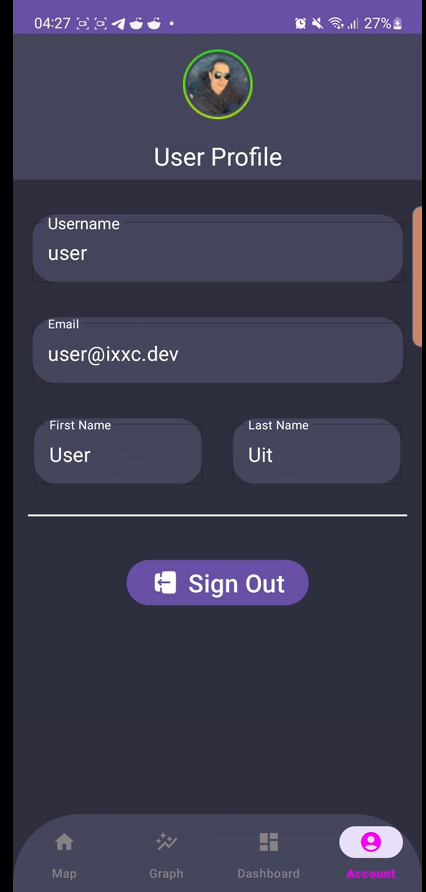 04:27 27%
User Profile
Username
user
Email
user@ixxc.dev
First Name Last Name
User Uit
Sign Out
Map Graph Dashboard Account